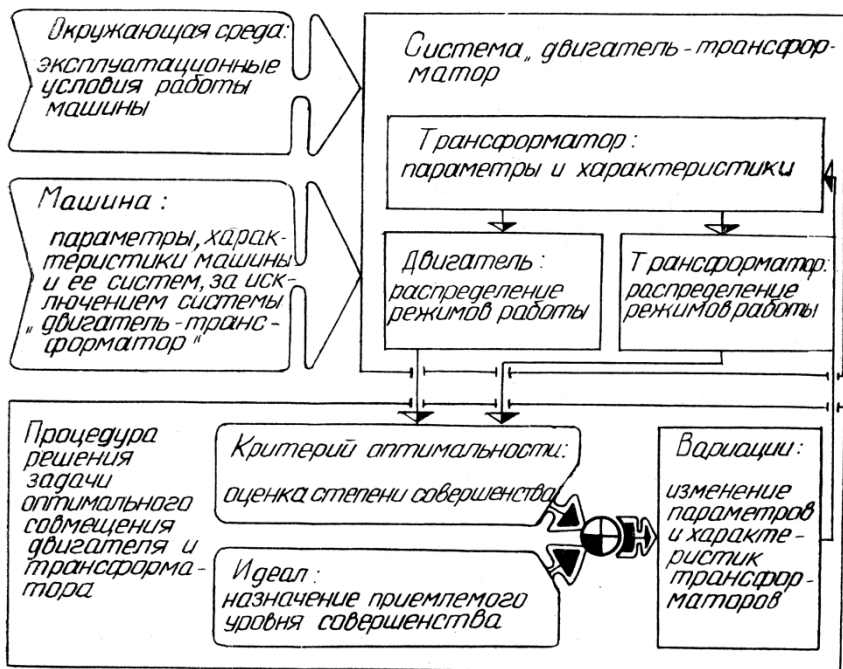 Окружающая среда:
эксплуатационные
условия работы
машины
Машина :
параметры, харак-
теристики машины
и ее систем, за иск-
лючением системы
„двигатель-транс-
форматор“
Система „двигатель-трансфор-
матор
Трансформатор :
параметры и характеристики
Двигатель :
распределение
режимов работы
Трансформатор:
распределение
режимов работы
Процедура
решения
задачи
оптимального
совмещения
двигателя и
трансформа-
тора
Критерий оптимальности:
оценка степени совершенства
Идеал :
назначение приемлемого
уровня совершенства
Вариации :
изменение
параметров
и характе-
ристик
трансфор-
маторов